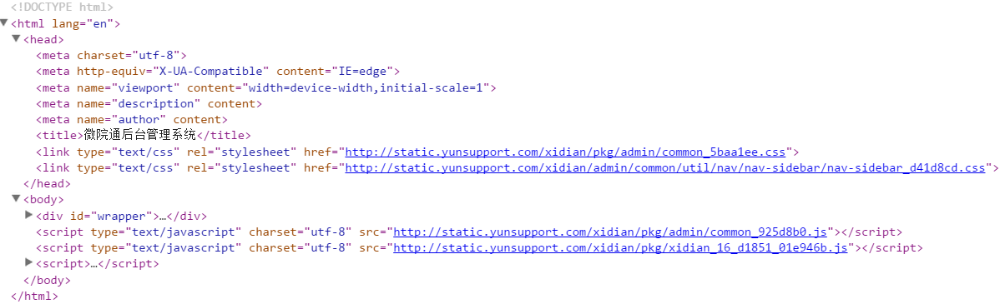 <!DOCTYPE html>
<html lang="en">
<head>
<meta charset="utf-8">
<meta http-equiv="X-UA-Compatible" content="IE=edge">
<meta name="viewport" content="width=device-width,initial-scale=1">
<meta name="description" content>
<meta name="author" content>
<title>微院通后台管理系统</title>
<link type="text/css" rel="stylesheet" href="http://static.yunsupport.com/xidian/pkg/admin/common_5baa1ee.css">
<link type="text/css" rel="stylesheet" href="http://static.yunsupport.com/xidian/admin/common/util/nav/nav-sidebar/nav-sidebar_d41d8cd.css">
</head>
<body>
<div id="wrapper">…</div>
<script type="text/javascript" charset="utf-8" src="http://static.yunsupport.com/xidian/pkg/admin/common_925d8b0.js"></script>
<script type="text/javascript" charset="utf-8" src="http://static.yunsupport.com/xidian/pkg/xidian_16_d1851_01e946b.js"></script>
<script>…</script>
</body>
</html>